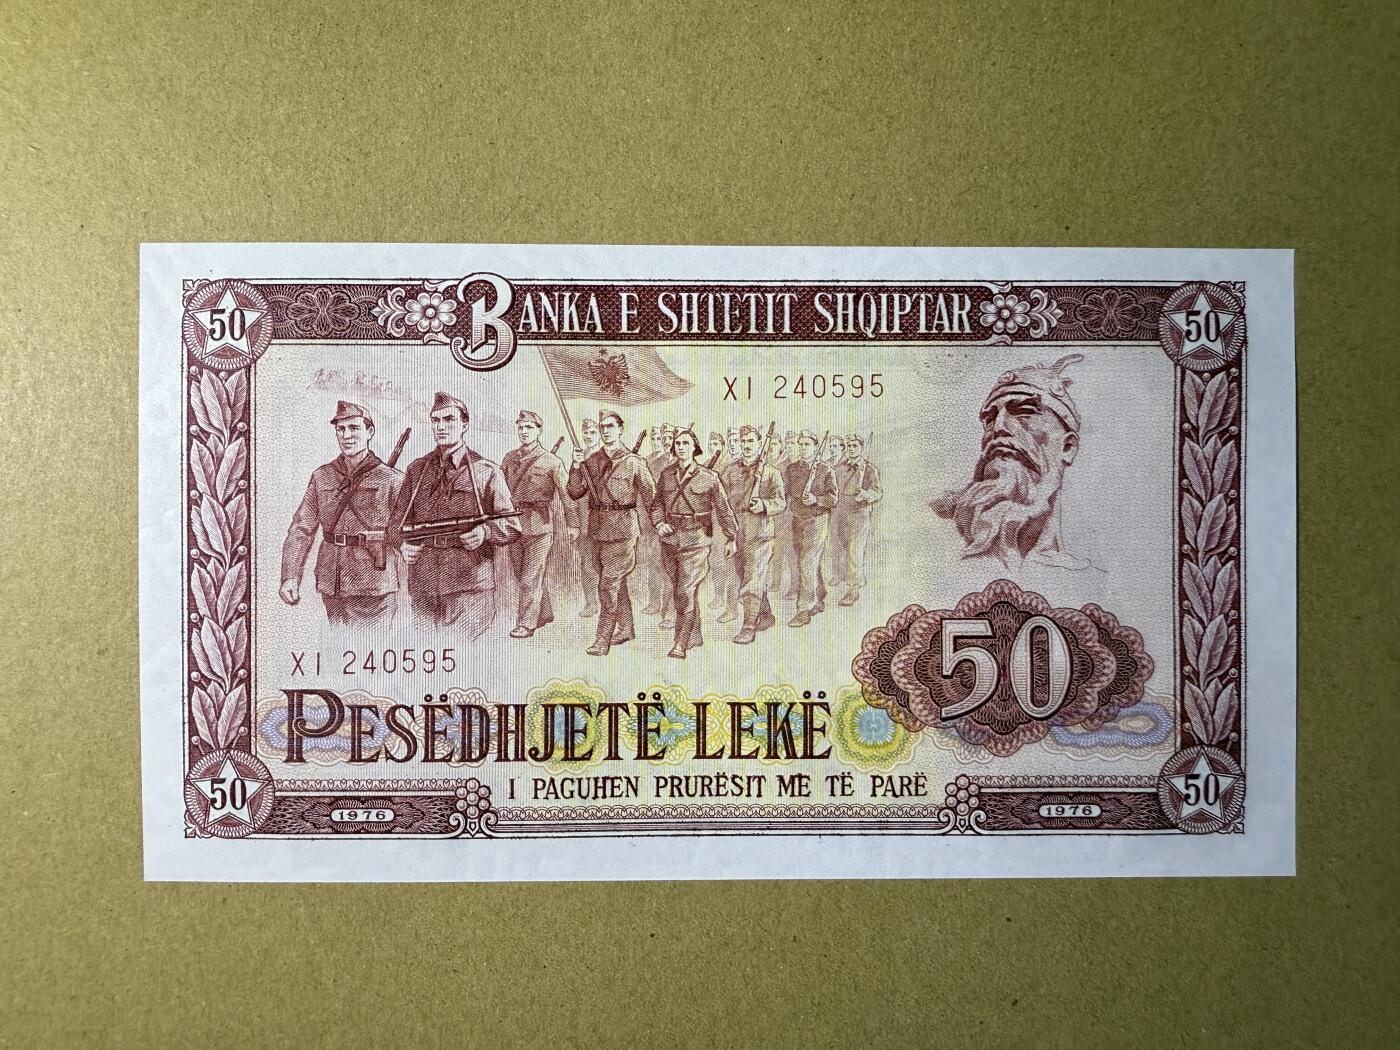 50 BANKA E SHTETIT SHQIPTAR 50
XI 240595
XI 240595
50
PESËDHJETË LEKË
I PAGUHEN PRURËSIT ME TË PARË
50 50
1976 1976